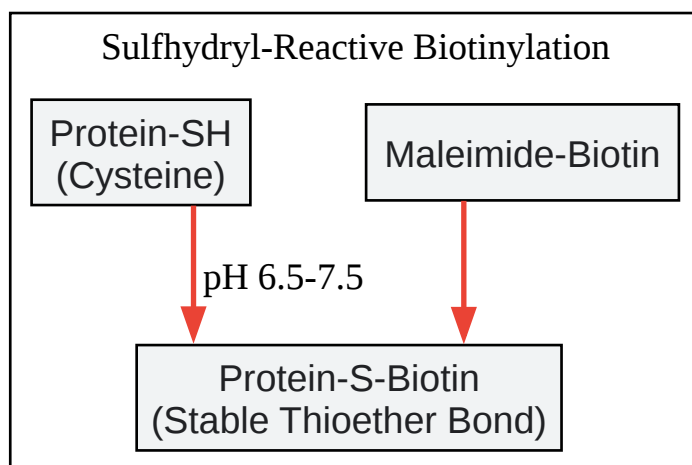 Sulfhydryl-Reactive Biotinylation
Protein-SH
(Cysteine)
Maleimide-Biotin
pH 6.5-7.5
Protein-S-Biotin
(Stable Thioether Bond)